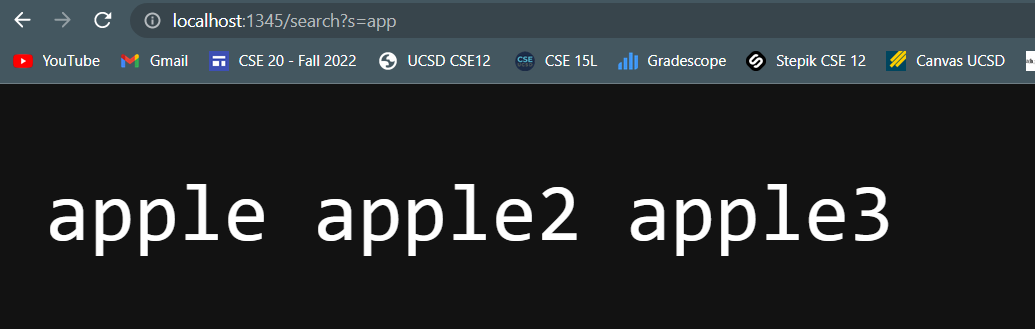 localhost:1345/search?s=app
YouTube Gmail CSE 20 - Fall 2022 UCSD CSE12 CSE CSE 15L Gradescope Stepik CSE 12 Canvas UCSD
apple apple2 apple3